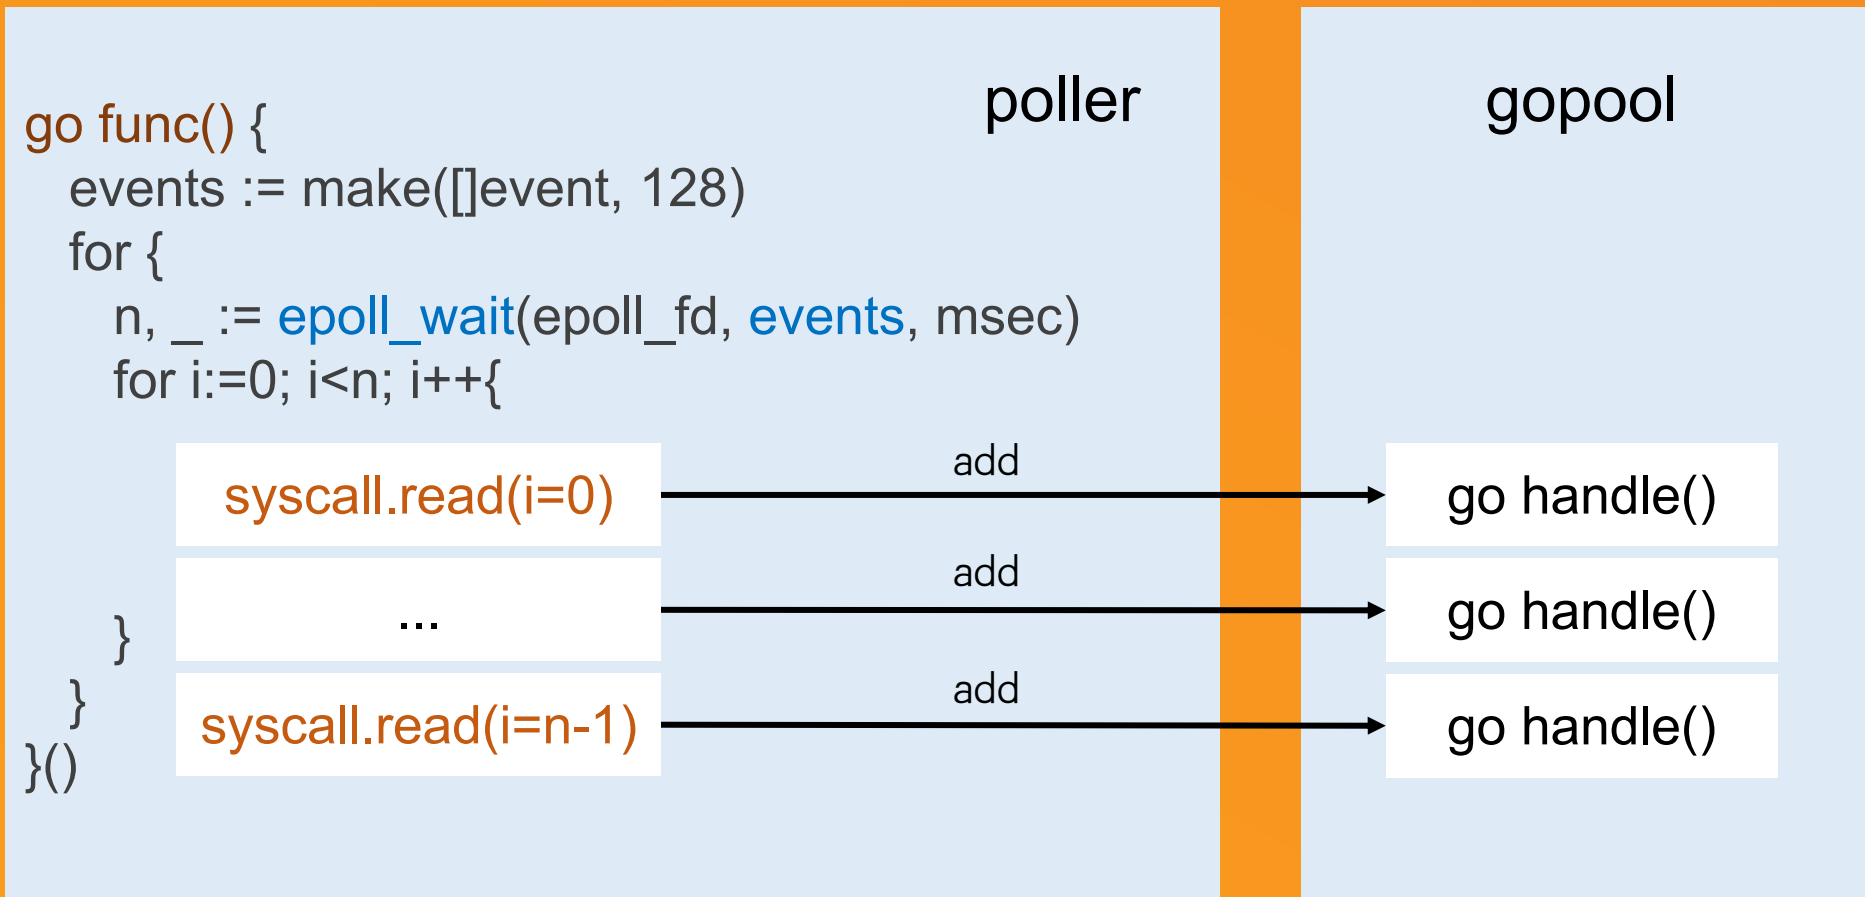 poller
gopool
go func() {
events := make([]event, 128)
for {
n, _ := epoll_wait(epoll_fd, events, msec)
for i:=0; i<n; i++{
syscall.read(i=0)
add
go handle()
...
add
go handle()
}
syscall.read(i=n-1)
add
go handle()
}
}()